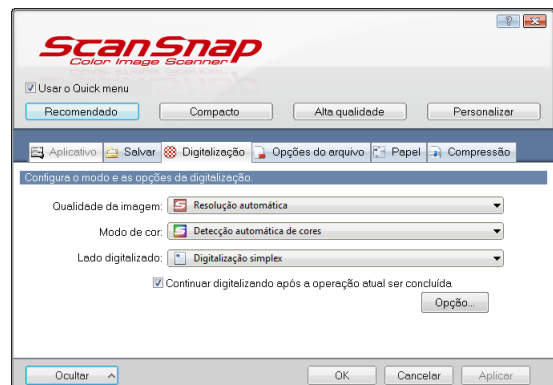 ScanSnap
Color Image Scanner
Usar o Quick menu
Recomendado Compacto Alta qualidade Personalizar
Aplicativo Salvar Digitalização Opções do arquivo Papel Compressão
Configura o modo e as opções da digitalização.
Qualidade da imagem: Resolução automática
Modo de cor: Detecção automática de cores
Lado digitalizado: Digitalização simplex
Continuar digitalizando após a operação atual ser concluída
Opção...
Ocultar OK Cancelar Aplicar